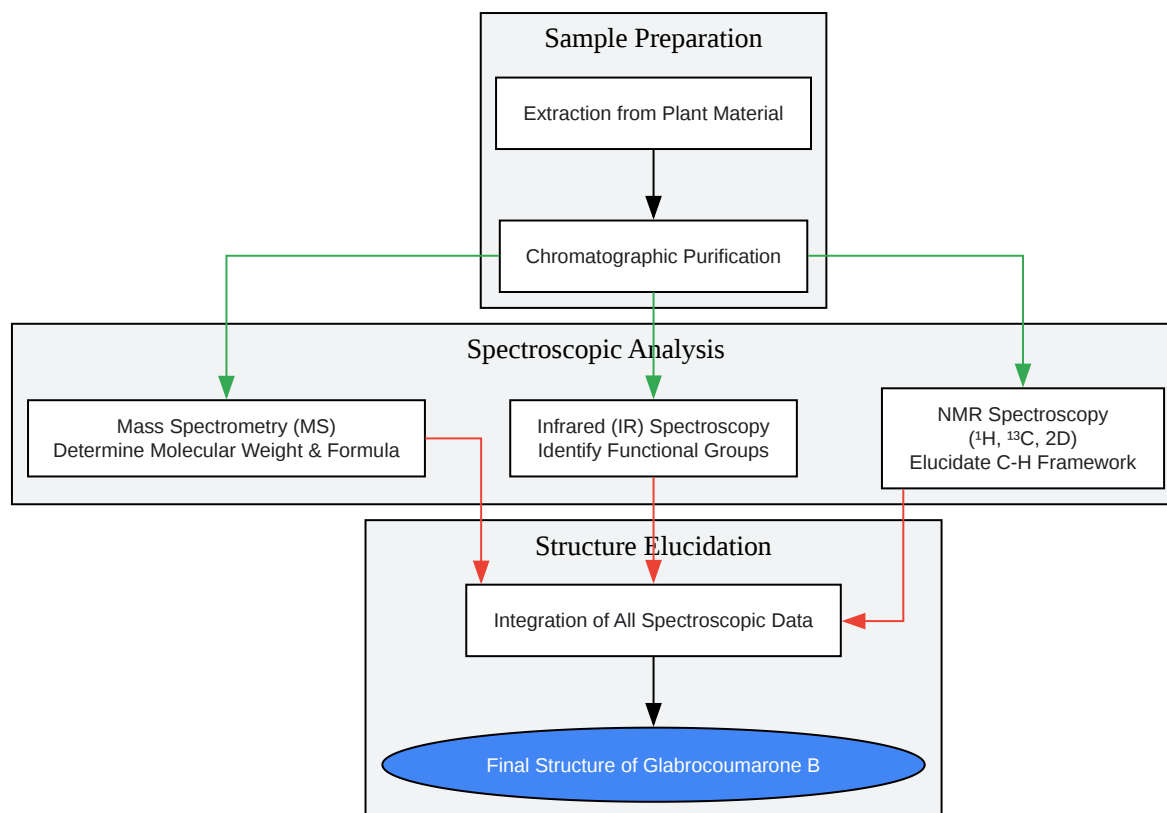 Sample Preparation
Extraction from Plant Material
Chromatographic Purification
Spectroscopic Analysis
Mass Spectrometry (MS)
Determine Molecular Weight & Formula
Infrared (IR) Spectroscopy
Identify Functional Groups
NMR Spectroscopy
(¹H, ¹³C, 2D)
Elucidate C-H Framework
Structure Elucidation
Integration of All Spectroscopic Data
Final Structure of Glabrocoumarone B